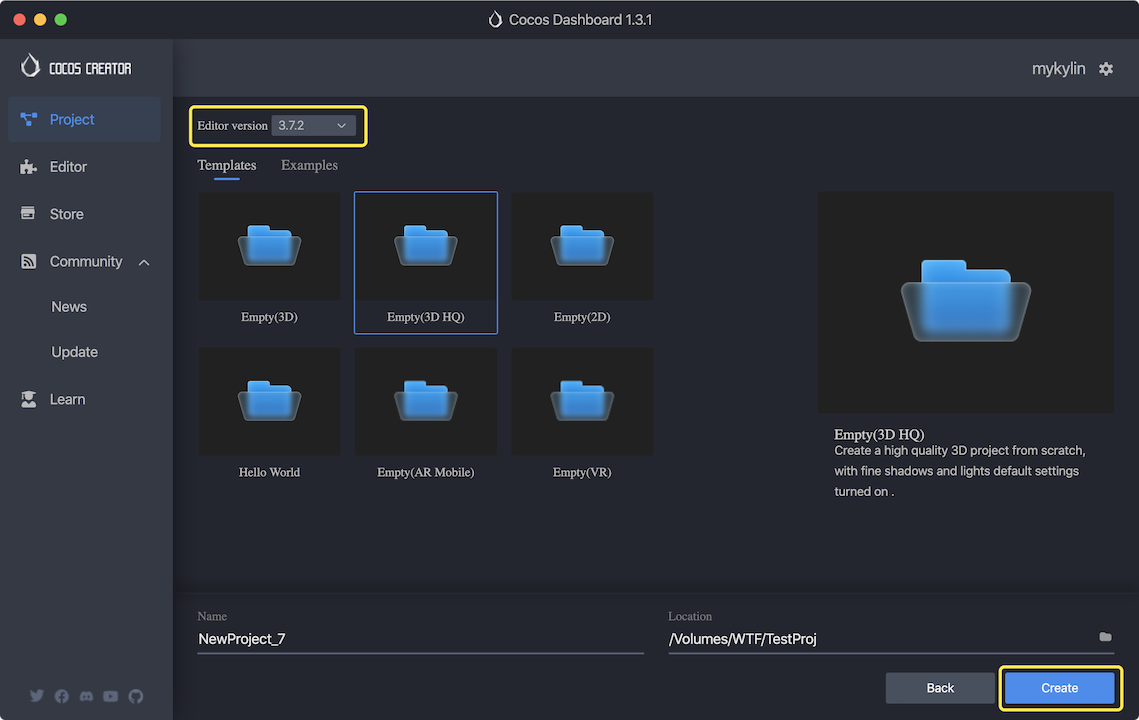 Cocos Dashboard 1.3.1
COCOS CREATOR
mykylin
Project
Editor
Store
Community
News
Update
Learn
Editor version 3.7.2
Templates Examples
Empty(3D) Empty(3D HQ) Empty(2D)
Hello World Empty(AR Mobile) Empty(VR)
Empty(3D HQ)
Create a high quality 3D project from scratch,
with fine shadows and lights default settings
turned on .
Name
NewProject_7
Location
/Volumes/WTF/TestProj
Back Create